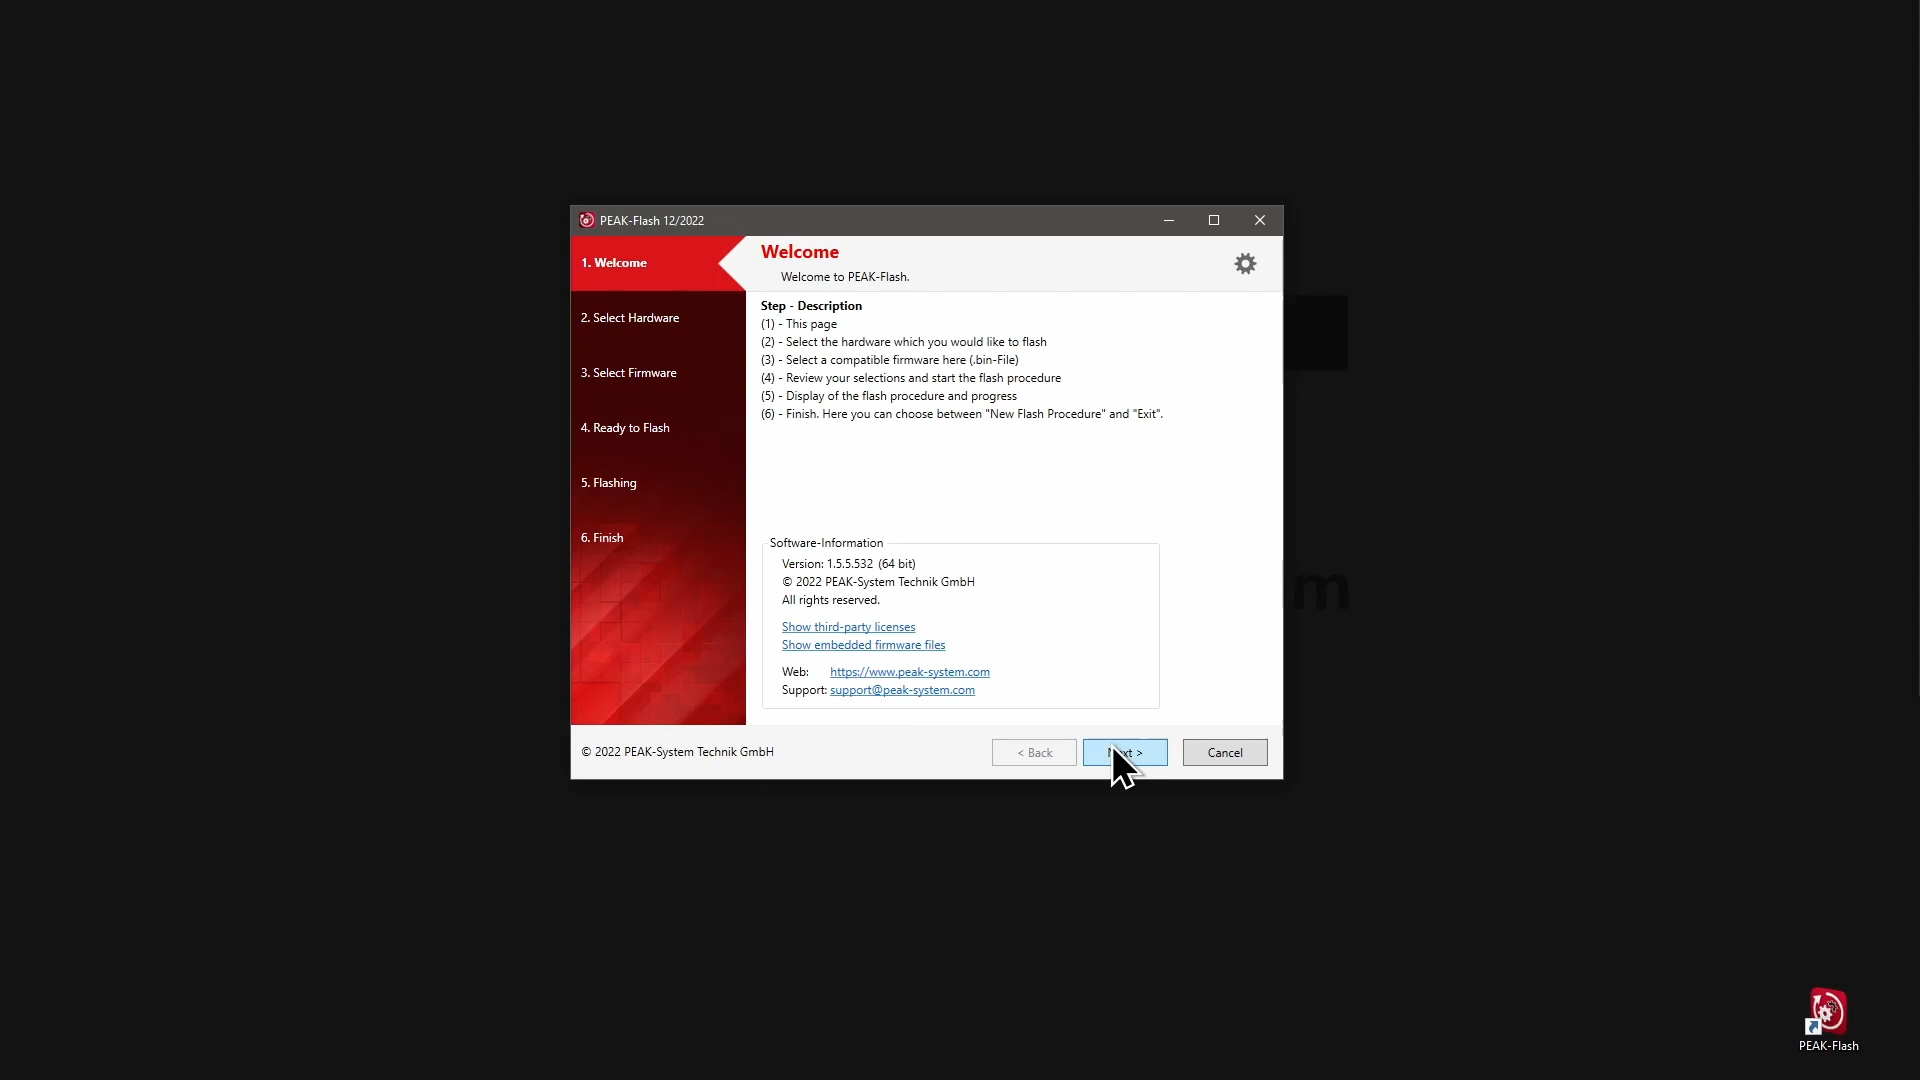 PEAK-Flash 12/2022
1. Welcome
2. Select Hardware
3. Select Firmware
4. Ready to Flash
5. Flashing
6. Finish
Welcome
Welcome to PEAK-Flash.
Step - Description
(1) - This page
(2) - Select the hardware which you would like to flash
(3) - Select a compatible firmware here (.bin-File)
(4) - Review your selections and start the flash procedure
(5) - Display of the flash procedure and progress
(6) - Finish. Here you can choose between "New Flash Procedure" and "Exit".
Software-Information
Version: 1.5.5.532 (64 bit)
© 2022 PEAK-System Technik GmbH
All rights reserved.
Show third-party licenses
Show embedded firmware files
Web: https://www.peak-system.com
Support: support@peak-system.com
© 2022 PEAK-System Technik GmbH
< Back
Next >
Cancel
m
PEAK-Flash